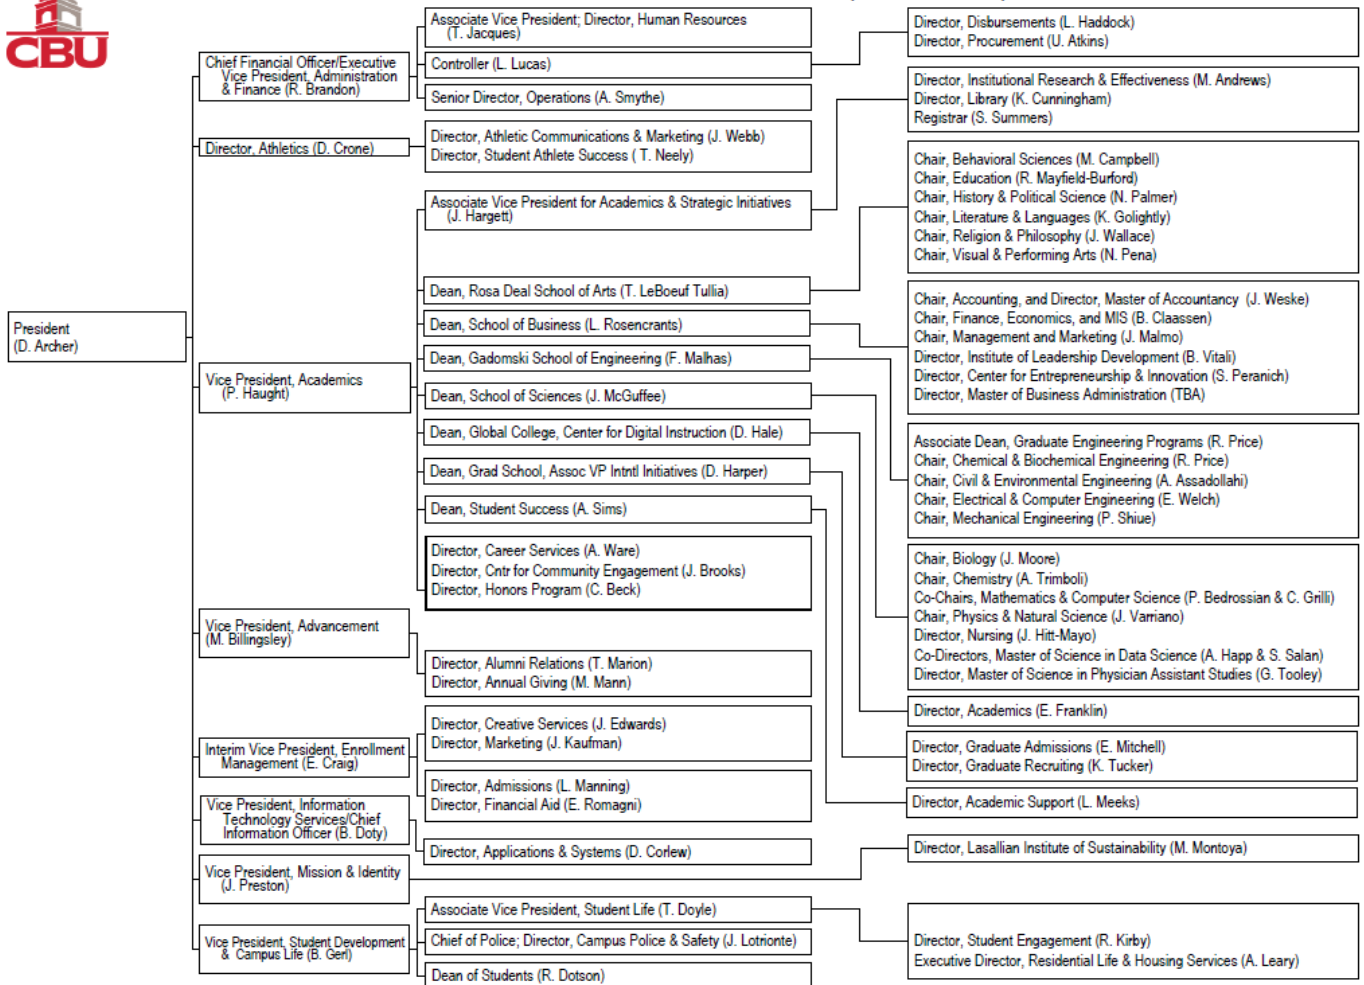 CBU
President
(D. Archer)
Chief Financial Officer/Executive
Vice President, Administration
& Finance (R. Brandon)
Director, Athletics (D. Crone)
Vice President, Academics
(P. Haught)
Vice President, Advancement
(M. Billingsley)
Interim Vice President, Enrollment
Management (E. Craig)
Vice President, Information
Technology Services/Chief
Information Officer (B. Doty)
Vice President, Mission & Identity
(J. Preston)
Vice President, Student Development
& Campus Life (B. Gerl)
Associate Vice President; Director, Human Resources
(T. Jacques)
Controller (L. Lucas)
Senior Director, Operations (A. Smythe)
Director, Athletic Communications & Marketing (J. Webb)
Director, Student Athlete Success ( T. Neely)
Associate Vice President for Academics & Strategic Initiatives
(J. Hargett)
Dean, Rosa Deal School of Arts (T. LeBoeuf Tullia)
Dean, School of Business (L. Rosencrants)
Dean, Gadomski School of Engineering (F. Malhas)
Dean, School of Sciences (J. McGuffee)
Dean, Global College, Center for Digital Instruction (D. Hale)
Dean, Grad School, Assoc VP Intntl Initiatives (D. Harper)
Dean, Student Success (A. Sims)
Director, Career Services (A. Ware)
Director, Cntr for Community Engagement (J. Brooks)
Director, Honors Program (C. Beck)
Director, Alumni Relations (T. Marion)
Director, Annual Giving (M. Mann)
Director, Creative Services (J. Edwards)
Director, Marketing (J. Kaufman)
Director, Admissions (L. Manning)
Director, Financial Aid (E. Romagni)
Director, Applications & Systems (D. Corlew)
Associate Vice President, Student Life (T. Doyle)
Chief of Police; Director, Campus Police & Safety (J. Lotrionte)
Dean of Students (R. Dotson)
Director, Disbursements (L. Haddock)
Director, Procurement (U. Atkins)
Director, Institutional Research & Effectiveness (M. Andrews)
Director, Library (K. Cunningham)
Registrar (S. Summers)
Chair, Behavioral Sciences (M. Campbell)
Chair, Education (R. Mayfield-Burford)
Chair, History & Political Science (N. Palmer)
Chair, Literature & Languages (K. Golightly)
Chair, Religion & Philosophy (J. Wallace)
Chair, Visual & Performing Arts (N. Pena)
Chair, Accounting, and Director, Master of Accountancy (J. Weske)
Chair, Finance, Economics, and MIS (B. Claassen)
Chair, Management and Marketing (J. Malmo)
Director, Institute of Leadership Development (B. Vitali)
Director, Center for Entrepreneurship & Innovation (S. Peranich)
Director, Master of Business Administration (TBA)
Associate Dean, Graduate Engineering Programs (R. Price)
Chair, Chemical & Biochemical Engineering (R. Price)
Chair, Civil & Environmental Engineering (A. Assadollahi)
Chair, Electrical & Computer Engineering (E. Welch)
Chair, Mechanical Engineering (P. Shiue)
Chair, Biology (J. Moore)
Chair, Chemistry (A. Trimboli)
Co-Chairs, Mathematics & Computer Science (P. Bedrossian & C. Grilli)
Chair, Physics & Natural Science (J. Varriano)
Director, Nursing (J. Hitt-Mayo)
Co-Directors, Master of Science in Data Science (A. Happ & S. Salan)
Director, Master of Science in Physician Assistant Studies (G. Tooley)
Director, Academics (E. Franklin)
Director, Graduate Admissions (E. Mitchell)
Director, Graduate Recruiting (K. Tucker)
Director, Academic Support (L. Meeks)
Director, Lasallian Institute of Sustainability (M. Montoya)
Director, Student Engagement (R. Kirby)
Executive Director, Residential Life & Housing Services (A. Leary)